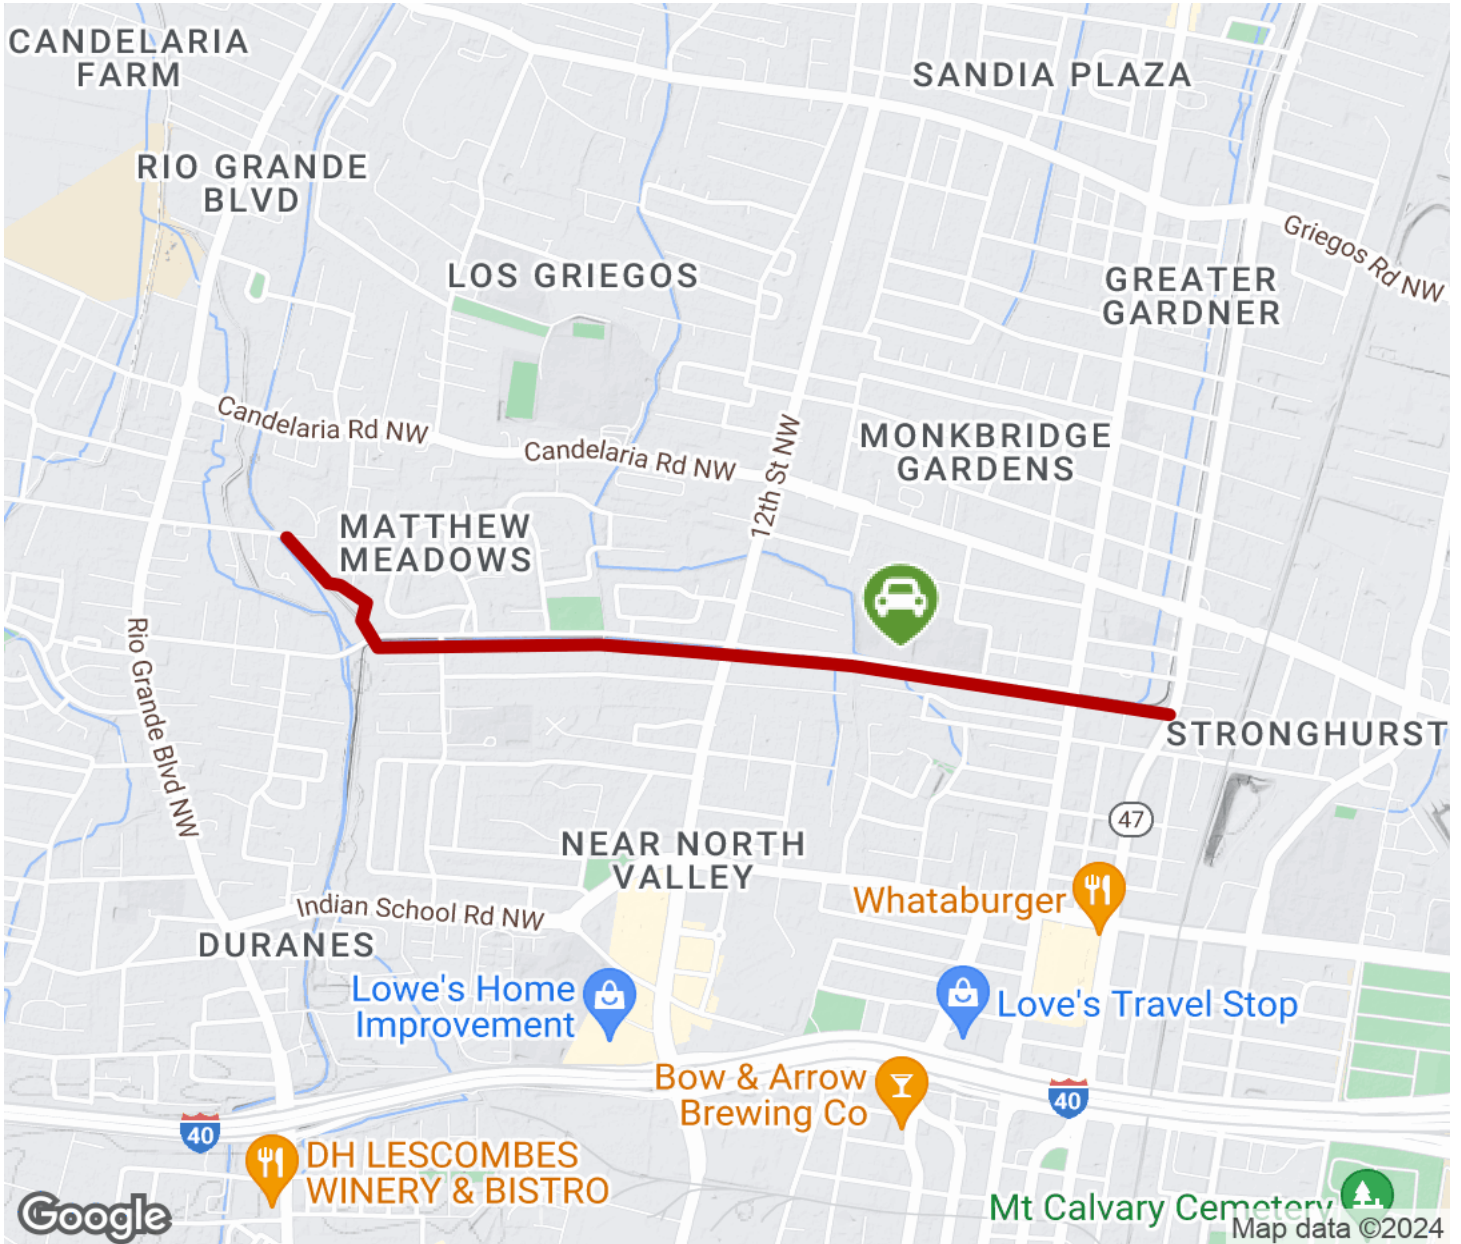 CANDELARIA
FARM
SANDIA PLAZA
RIO GRANDE
BLVD
Griegos Rd NW
LOS GRIEGOS
GREATER
GARDNER
Candelaria Rd NW
Candelaria Rd NW
12th St NW
MONKBRIDGE
GARDENS
MATTHEW
MEADOWS
Rio Grande Blvd NW
STRONGHURST
47
NEAR NORTH
VALLEY
Whataburger
Indian School Rd NW
DURANES
Lowe's Home
Improvement
Love's Travel Stop
Bow & Arrow
Brewing Co
40
40
DH LESCOMBES
WINERY & BISTRO
Mt Calvary Cemetery
Google
Map data ©2024